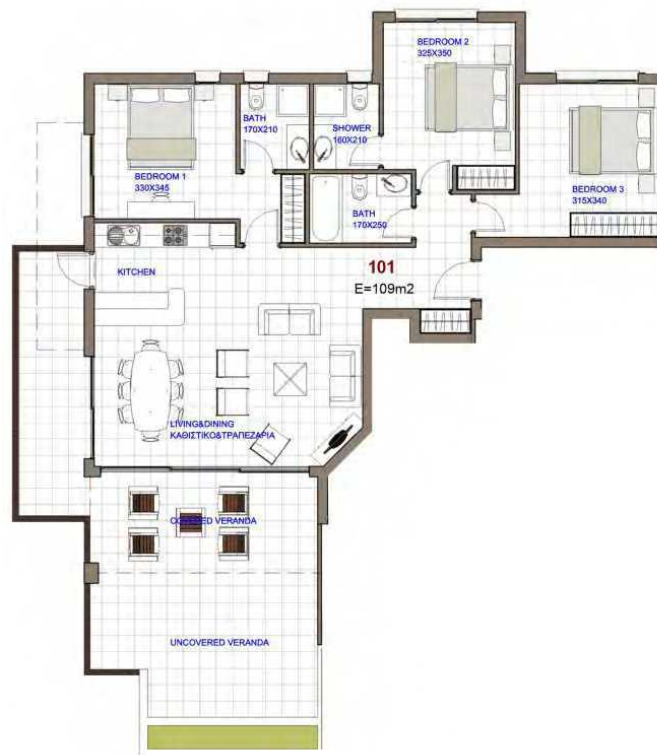 BEDROOM 2
325X350
BATH
170X210
SHOWER
160X210
BEDROOM 1
330X345
BEDROOM 3
315X340
BATH
170X250
KITCHEN
101
E=109m2
LIVING&DINING
ΚΑΘΙΣΤΙΚΟ&ΤΡΑΠΕΖΑΡΙΑ
COVERED VERANDA
UNCOVERED VERANDA